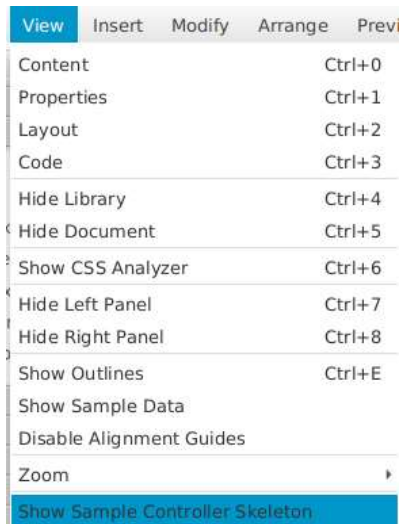 View Insert Modify Arrange Previ
Content Ctrl+0
Properties Ctrl+1
Layout Ctrl+2
Code Ctrl+3
Hide Library Ctrl+4
Hide Document Ctrl+5
Show CSS Analyzer Ctrl+6
Hide Left Panel Ctrl+7
Hide Right Panel Ctrl+8
Show Outlines Ctrl+E
Show Sample Data
Disable Alignment Guides
Zoom
Show Sample Controller Skeleton